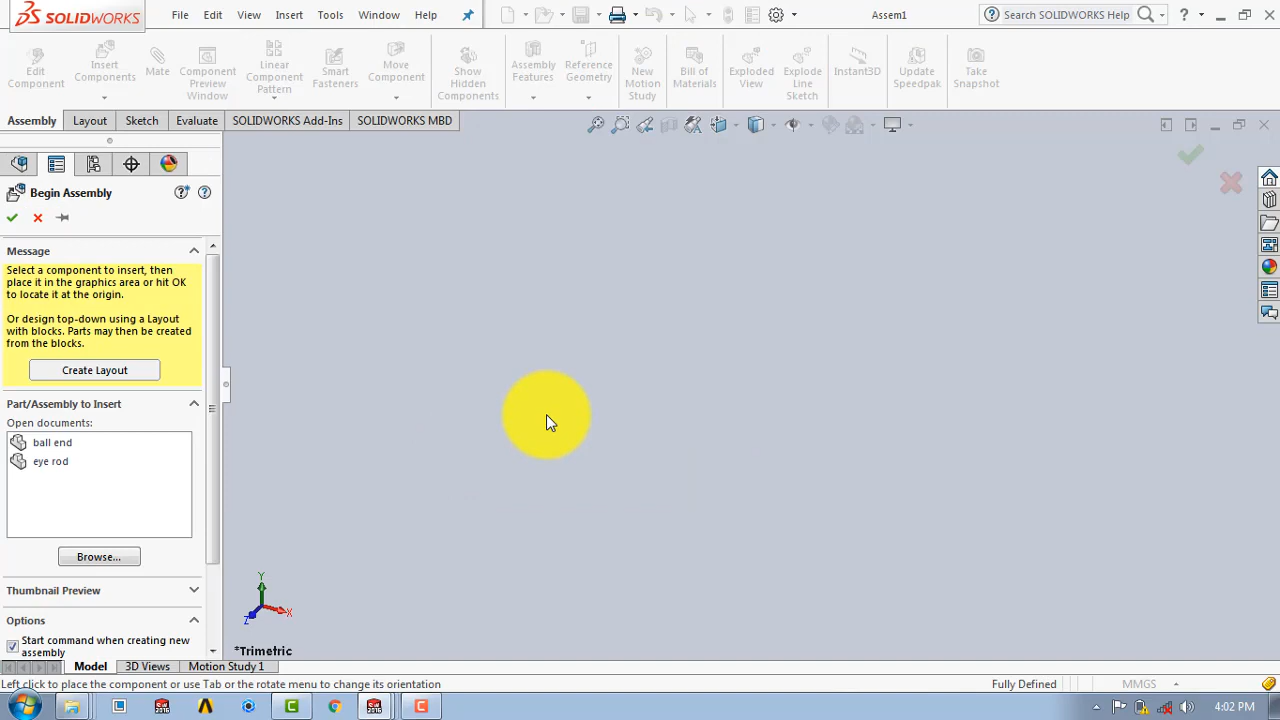 SOLIDWORKS
File Edit View Insert Tools Window Help
Assem1
Search SOLIDWORKS Help
?
Edit Component
Insert Components
Mate
Component Preview Window
Linear Component Pattern
Smart Fasteners
Move Component
Show Hidden Components
Assembly Features
Reference Geometry
New Motion Study
Bill of Materials
Exploded View
Explode Line Sketch
Instant3D
Update Speedpak
Take Snapshot
Assembly Layout Sketch Evaluate SOLIDWORKS Add-Ins SOLIDWORKS MBD
Begin Assembly
Message
Select a component to insert, then
place it in the graphics area or hit OK
to locate it at the origin.
Or design top-down using a Layout
with blocks. Parts may then be created
from the blocks.
Create Layout
Part/Assembly to Insert
Open documents:
ball end
eye rod
Browse...
Thumbnail Preview
Options
Start command when creating new
assembly
Y
X
Z
*Trimetric
Model 3D Views Motion Study 1
Left click to place the component or use Tab or the rotate menu to change its orientation
Fully Defined
MMGS
4:02 PM